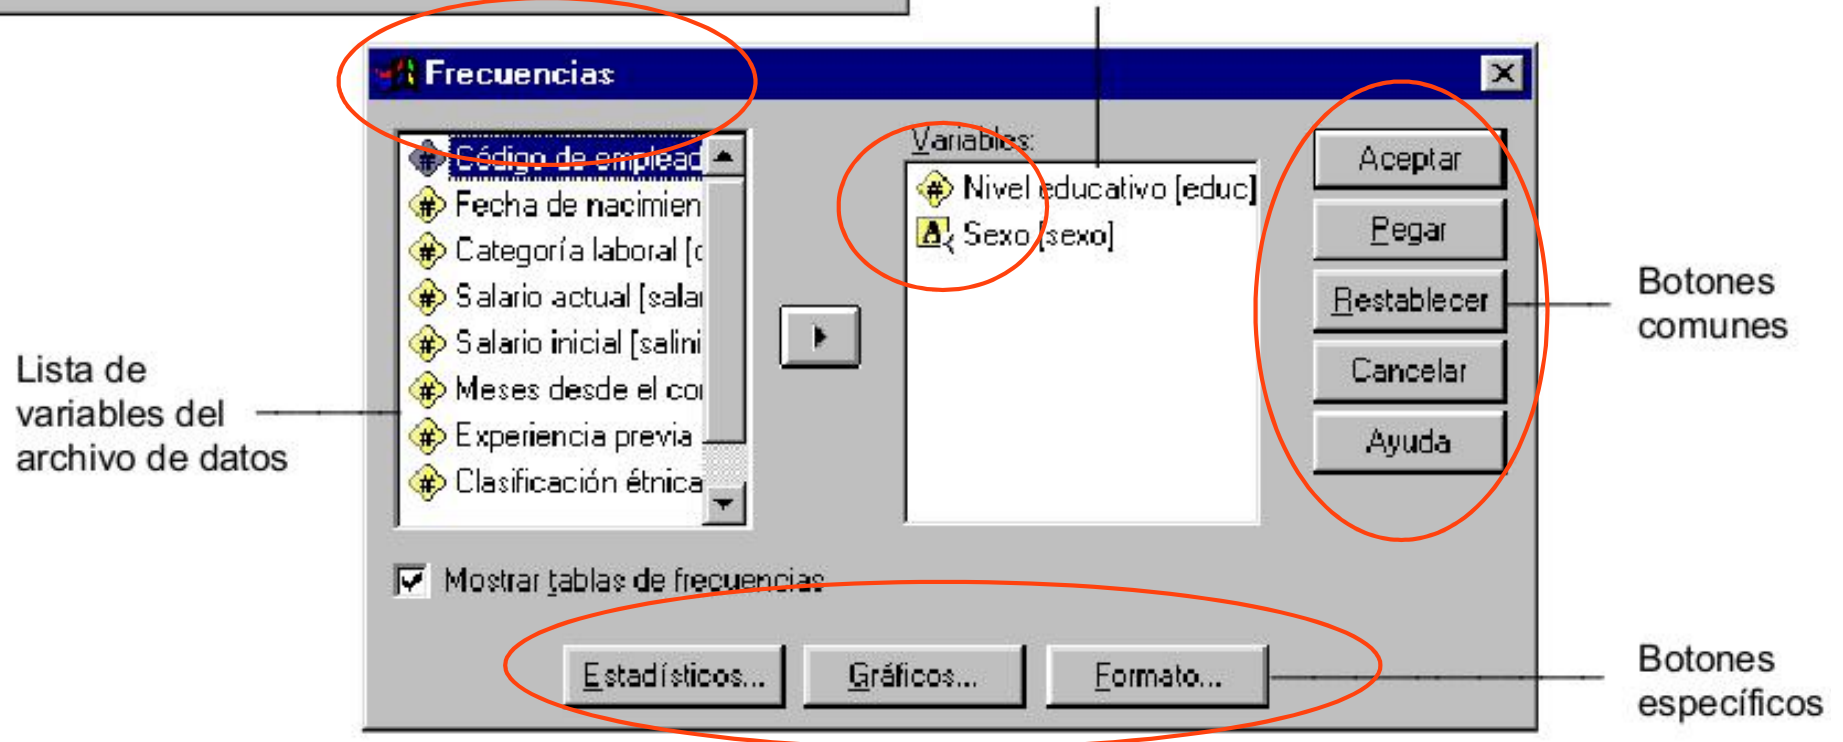 Frecuencias
Código de emplead
Fecha de nacimien
Categoría laboral [c
Salario actual [salar
Salario inicial [salini
Meses desde el cor
Experiencia previa
Clasificación étnica
Variables:
Nivel educativo [educ]
Sexo [sexo]
Aceptar
Pegar
Restablecer
Cancelar
Ayuda
Mostrar tablas de frecuencias
Estadísticos...
Gráficos...
Formato...
Lista de
variables del
archivo de datos
Botones
comunes
Botones
específicos